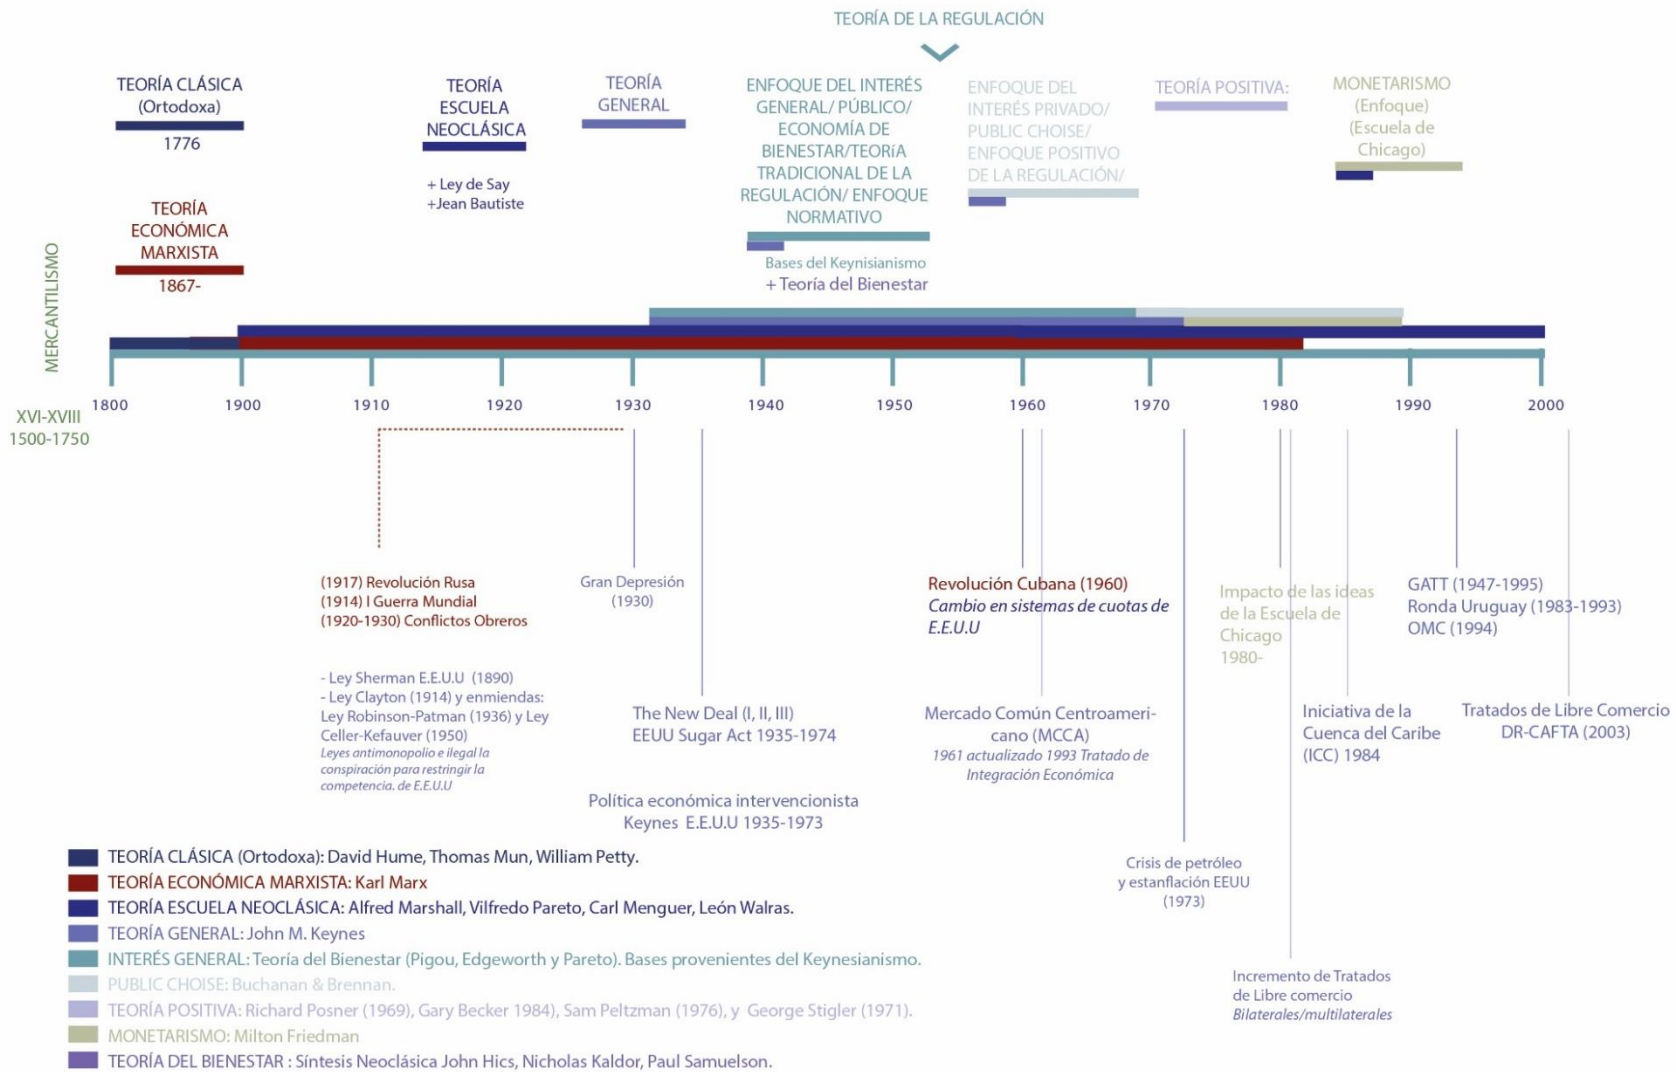 TEORÍA DE LA REGULACIÓN
TEORÍA CLÁSICA
(Ortodoxa)
1776
TEORÍA
ECONÓMICA
MARXISTA
1867-
TEORÍA
ESCUELA
NEOCLÁSICA
+ Ley de Say
+Jean Bautiste
TEORÍA
GENERAL
ENFOQUE DEL INTERÉS
GENERAL/ PÚBLICO/
ECONOMÍA DE
BIENESTAR/TEORíA
TRADICIONAL DE LA
REGULACIÓN/ ENFOQUE
NORMATIVO
Bases del Keynisianismo
+ Teoría del Bienestar
ENFOQUE DEL
INTERÉS PRIVADO/
PUBLIC CHOISE/
ENFOQUE POSITIVO
DE LA REGULACIÓN/
TEORÍA POSITIVA:
MONETARISMO
(Enfoque)
(Escuela de
Chicago)
MERCANTILISMO
XVI-XVIII
1500-1750
1800 1900 1910 1920 1930 1940 1950 1960 1970 1980 1990 2000
(1917) Revolución Rusa
(1914) I Guerra Mundial
(1920-1930) Conflictos Obreros
- Ley Sherman E.E.U.U (1890)
- Ley Clayton (1914) y enmiendas:
Ley Robinson-Patman (1936) y Ley
Celler-Kefauver (1950)
Leyes antimonopolio e ilegal la
conspiración para restringir la
competencia. de E.E.U.U
Gran Depresión
(1930)
The New Deal (I, II, III)
EEUU Sugar Act 1935-1974
Política económica intervencionista
Keynes E.E.U.U 1935-1973
Revolución Cubana (1960)
Cambio en sistemas de cuotas de
E.E.U.U
Mercado Común Centroameri-
cano (MCCA)
1961 actualizado 1993 Tratado de
Integración Económica
Crisis de petróleo
y estanflación EEUU
(1973)
Impacto de las ideas
de la Escuela de
Chicago
1980-
Incremento de Tratados
de Libre comercio
Bilaterales/multilaterales
Iniciativa de la
Cuenca del Caribe
(ICC) 1984
GATT (1947-1995)
Ronda Uruguay (1983-1993)
OMC (1994)
Tratados de Libre Comercio
DR-CAFTA (2003)
TEORÍA CLÁSICA (Ortodoxa): David Hume, Thomas Mun, William Petty.
TEORÍA ECONÓMICA MARXISTA: Karl Marx
TEORÍA ESCUELA NEOCLÁSICA: Alfred Marshall, Vilfredo Pareto, Carl Menguer, León Walras.
TEORÍA GENERAL: John M. Keynes
INTERÉS GENERAL: Teoría del Bienestar (Pigou, Edgeworth y Pareto). Bases provenientes del Keynesianismo.
PUBLIC CHOISE: Buchanan & Brennan.
TEORÍA POSITIVA: Richard Posner (1969), Gary Becker 1984), Sam Peltzman (1976), y George Stigler (1971).
MONETARISMO: Milton Friedman
TEORÍA DEL BIENESTAR : Síntesis Neoclásica John Hics, Nicholas Kaldor, Paul Samuelson.